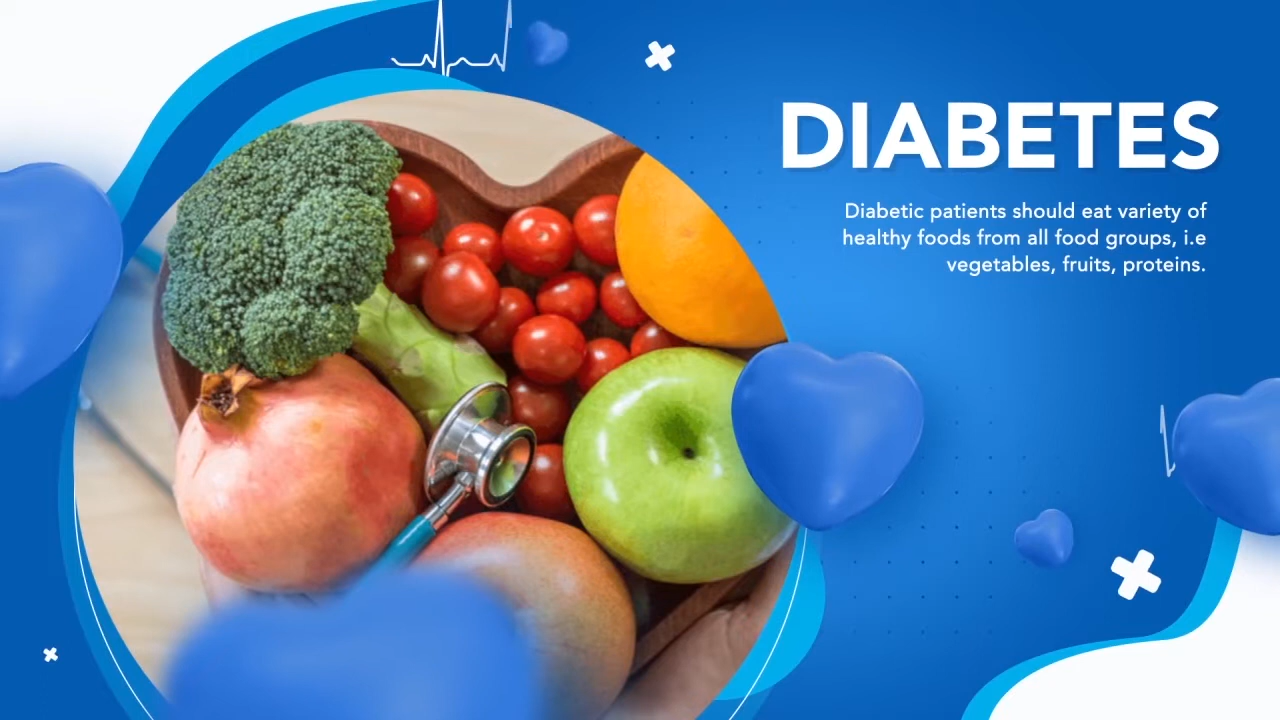 DIABETES
Diabetic patients should eat variety of
healthy foods from all food groups, i.e
vegetables, fruits, proteins.